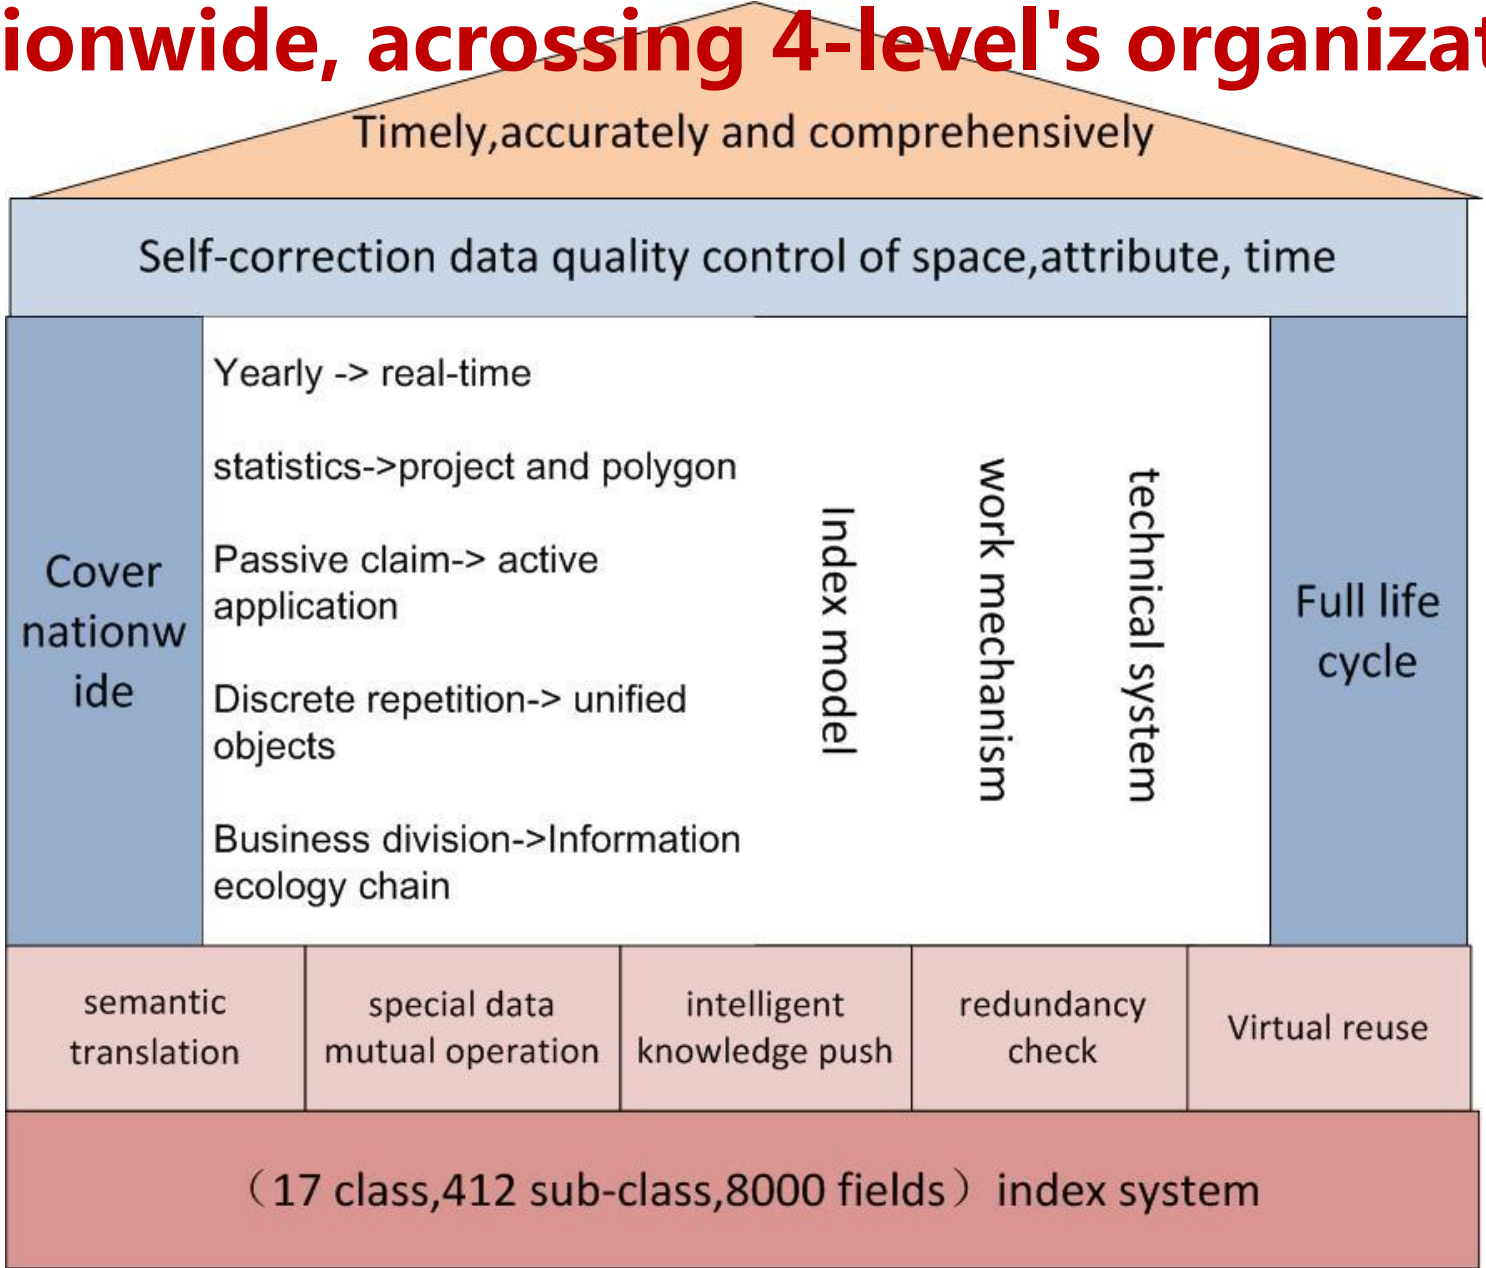 ionwide, acrossing 4-level's organizat
Timely,accurately and comprehensively
Self-correction data quality control of space,attribute, time
Cover
nationw
ide
Yearly -> real-time
statistics->project and polygon
Passive claim-> active
application
Discrete repetition-> unified
objects
Business division->Information
ecology chain
Index model
work mechanism
technical system
Full life
cycle
semantic
translation
special data
mutual operation
intelligent
knowledge push
redundancy
check
Virtual reuse
（17 class,412 sub-class,8000 fields）index system